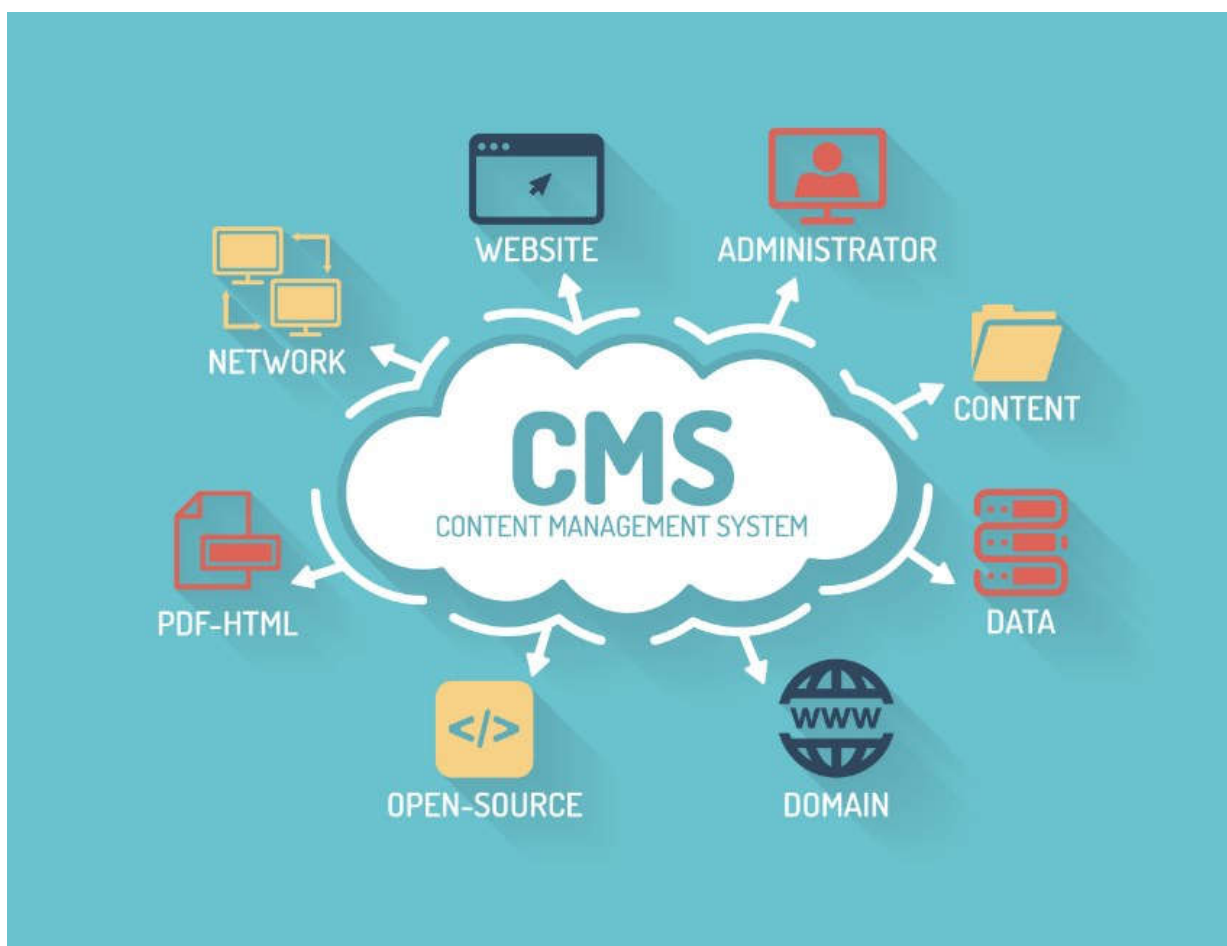 WEBSITE
ADMINISTRATOR
NETWORK
CONTENT
CMS
CONTENT MANAGEMENT SYSTEM
PDF-HTML
DATA
</>
WWW
OPEN-SOURCE
DOMAIN